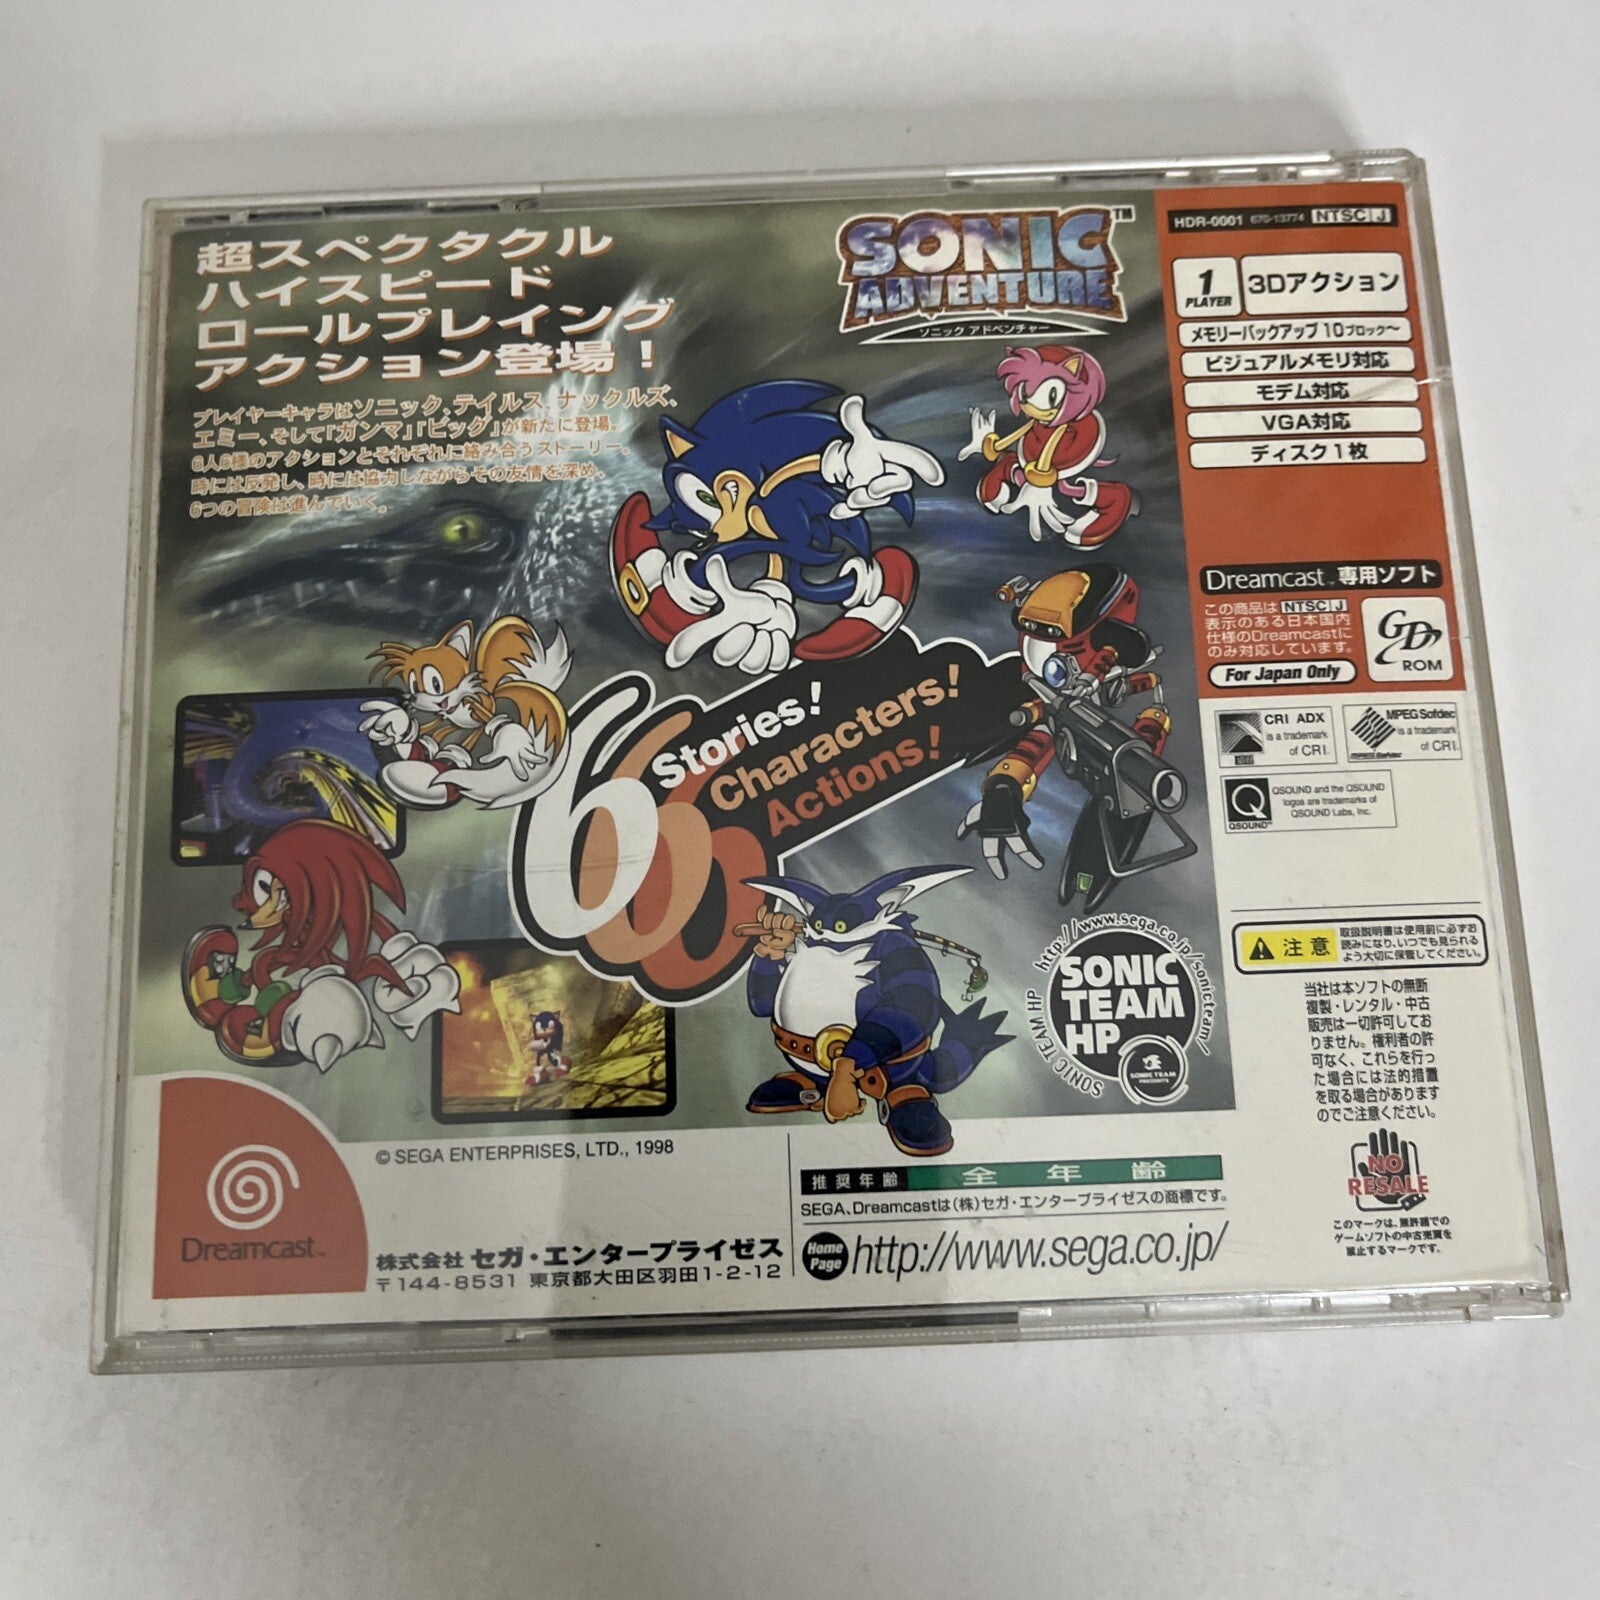 超スペクタクル
ハイスピード
ロールプレイング
アクション登場！
プレイヤーキャラはソニック、テイルス、ナックルズ、
エミー、そして「ガンマ」「ビッグ」が新たに登場。
6人6様のアクションとそれぞれに絡み合うストーリー。
時には反発し、時には協力しながらその友情を深め、
6つの冒険は進んでいく。
SONIC™
ADVENTURE
ソニック アドベンチャー
6 Stories!
6 Characters!
6 Actions!
http://www.sega.co.jp/sonicteam/
SONIC TEAM HP
SONIC
TEAM
HP
SONIC TEAM
PRESENTS
HDR-0001 670-13774 NTSC J
1
PLAYER
3Dアクション
メモリーバックアップ 10ブロック〜
ビジュアルメモリ対応
モデム対応
VGA対応
ディスク1枚
Dreamcast™専用ソフト
この商品は NTSC J
表示のある日本国内
仕様のDreamcastに
のみ対応しています。
For Japan Only
GD
ROM
CRI ADX
is a trademark
of CRI.
ADX
MPEG Sofdec
is a trademark
of CRI.
MPEG Sofdec
QSOUND and the QSOUND
logos are trademarks of
QSOUND Labs, Inc.
QSOUND™
注意
取扱説明書は使用前に必ずお
読みになり、いつでも見られる
よう大切に保管してください。
当社は本ソフトの無断
複製・レンタル・中古
販売は一切許可してお
りません。権利者の許
可なく、これらを行っ
た場合には法的措置
を取る場合があります
のでご注意ください。
NO
RESALE
このマークは、無許諾での
ゲームソフトの中古売買を
禁止するマークです。
Dreamcast™
© SEGA ENTERPRISES, LTD., 1998
株式会社 セガ・エンタープライゼス
〒144-8531 東京都大田区羽田1-2-12
推奨年齢 全年齢
SEGA、Dreamcastは(株)セガ・エンタープライゼスの商標です。
Home
Page
http://www.sega.co.jp/